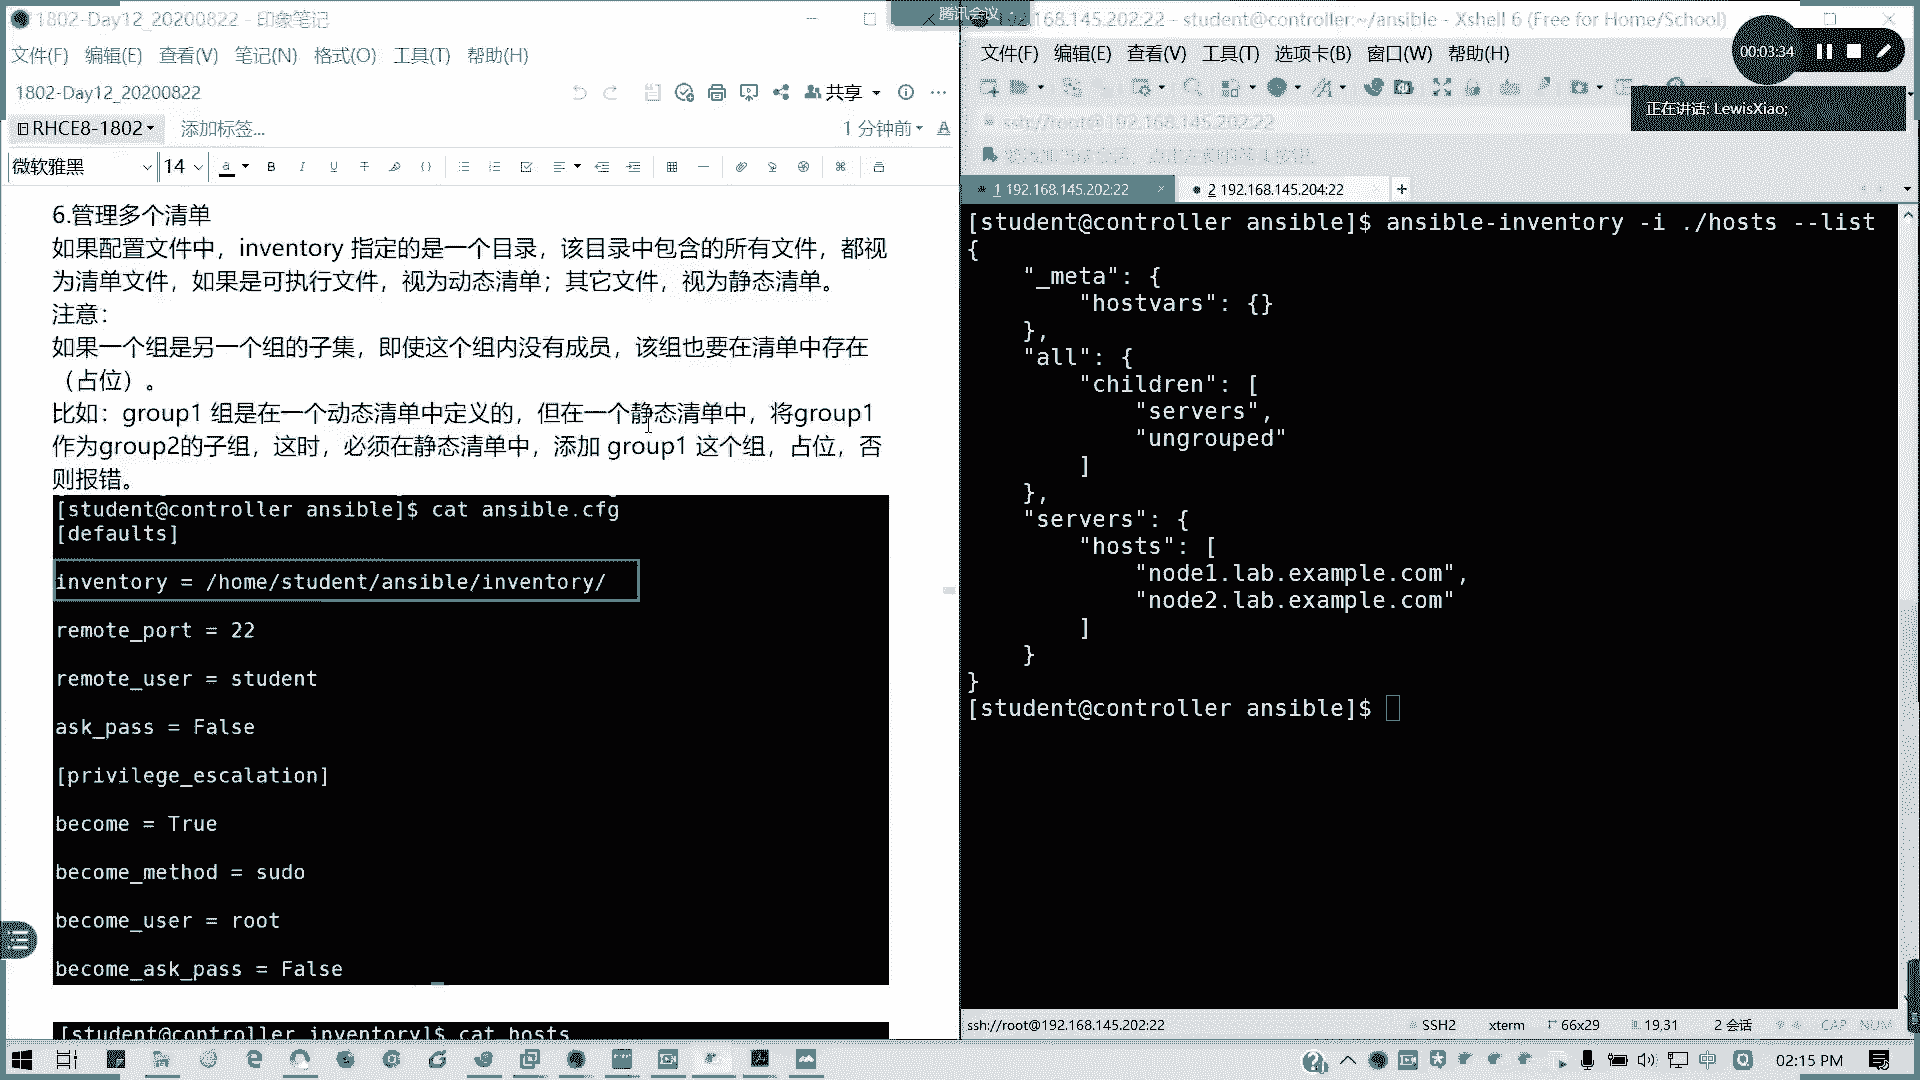 1802-Day12_20200822 - 印象笔记
文件(F) 编辑(E) 查看(V) 笔记(N) 格式(O) 工具(T) 帮助(H)
1802-Day12_20200822
共享
RHCE8-1802
添加标签...
1 分钟前
微软雅黑
14
6.管理多个清单
如果配置文件中，inventory 指定的是一个目录，该目录中包含的所有文件，都视
为清单文件，如果是可执行文件，视为动态清单；其它文件，视为静态清单。
注意：
如果一个组是另一个组的子集，即使这个组内没有成员，该组也要在清单中存在
（占位）。
比如：group1 组是在一个动态清单中定义的，但在一个静态清单中，将group1
作为group2的子组，这时，必须在静态清单中，添加 group1 这个组，占位，否
则报错。
[student@controller ansible]$ cat ansible.cfg
[defaults]
inventory = /home/student/ansible/inventory/
remote_port = 22
remote_user = student
ask_pass = False
[privilege_escalation]
become = True
become_method = sudo
become_user = root
become_ask_pass = False
[student@controller inventory]$ cat hosts
腾讯会议
192.168.145.202:22 - student@controller:~/ansible - Xshell 6 (Free for Home/School)
文件(F) 编辑(E) 查看(V) 工具(T) 选项卡(B) 窗口(W) 帮助(H)
00:03:34
正在讲话: LewisXiao;
ssh://root@192.168.145.202:22
1 192.168.145.202:22
2 192.168.145.204:22
[student@controller ansible]$ ansible-inventory -i ./hosts --list
{
"_meta": {
"hostvars": {}
},
"all": {
"children": [
"servers",
"ungrouped"
]
},
"servers": {
"hosts": [
"node1.lab.example.com",
"node2.lab.example.com"
]
}
}
[student@controller ansible]$
ssh://root@192.168.145.202:22
SSH2
xterm
66x29
19,31
2 会话
CAP NUM
中
02:15 PM